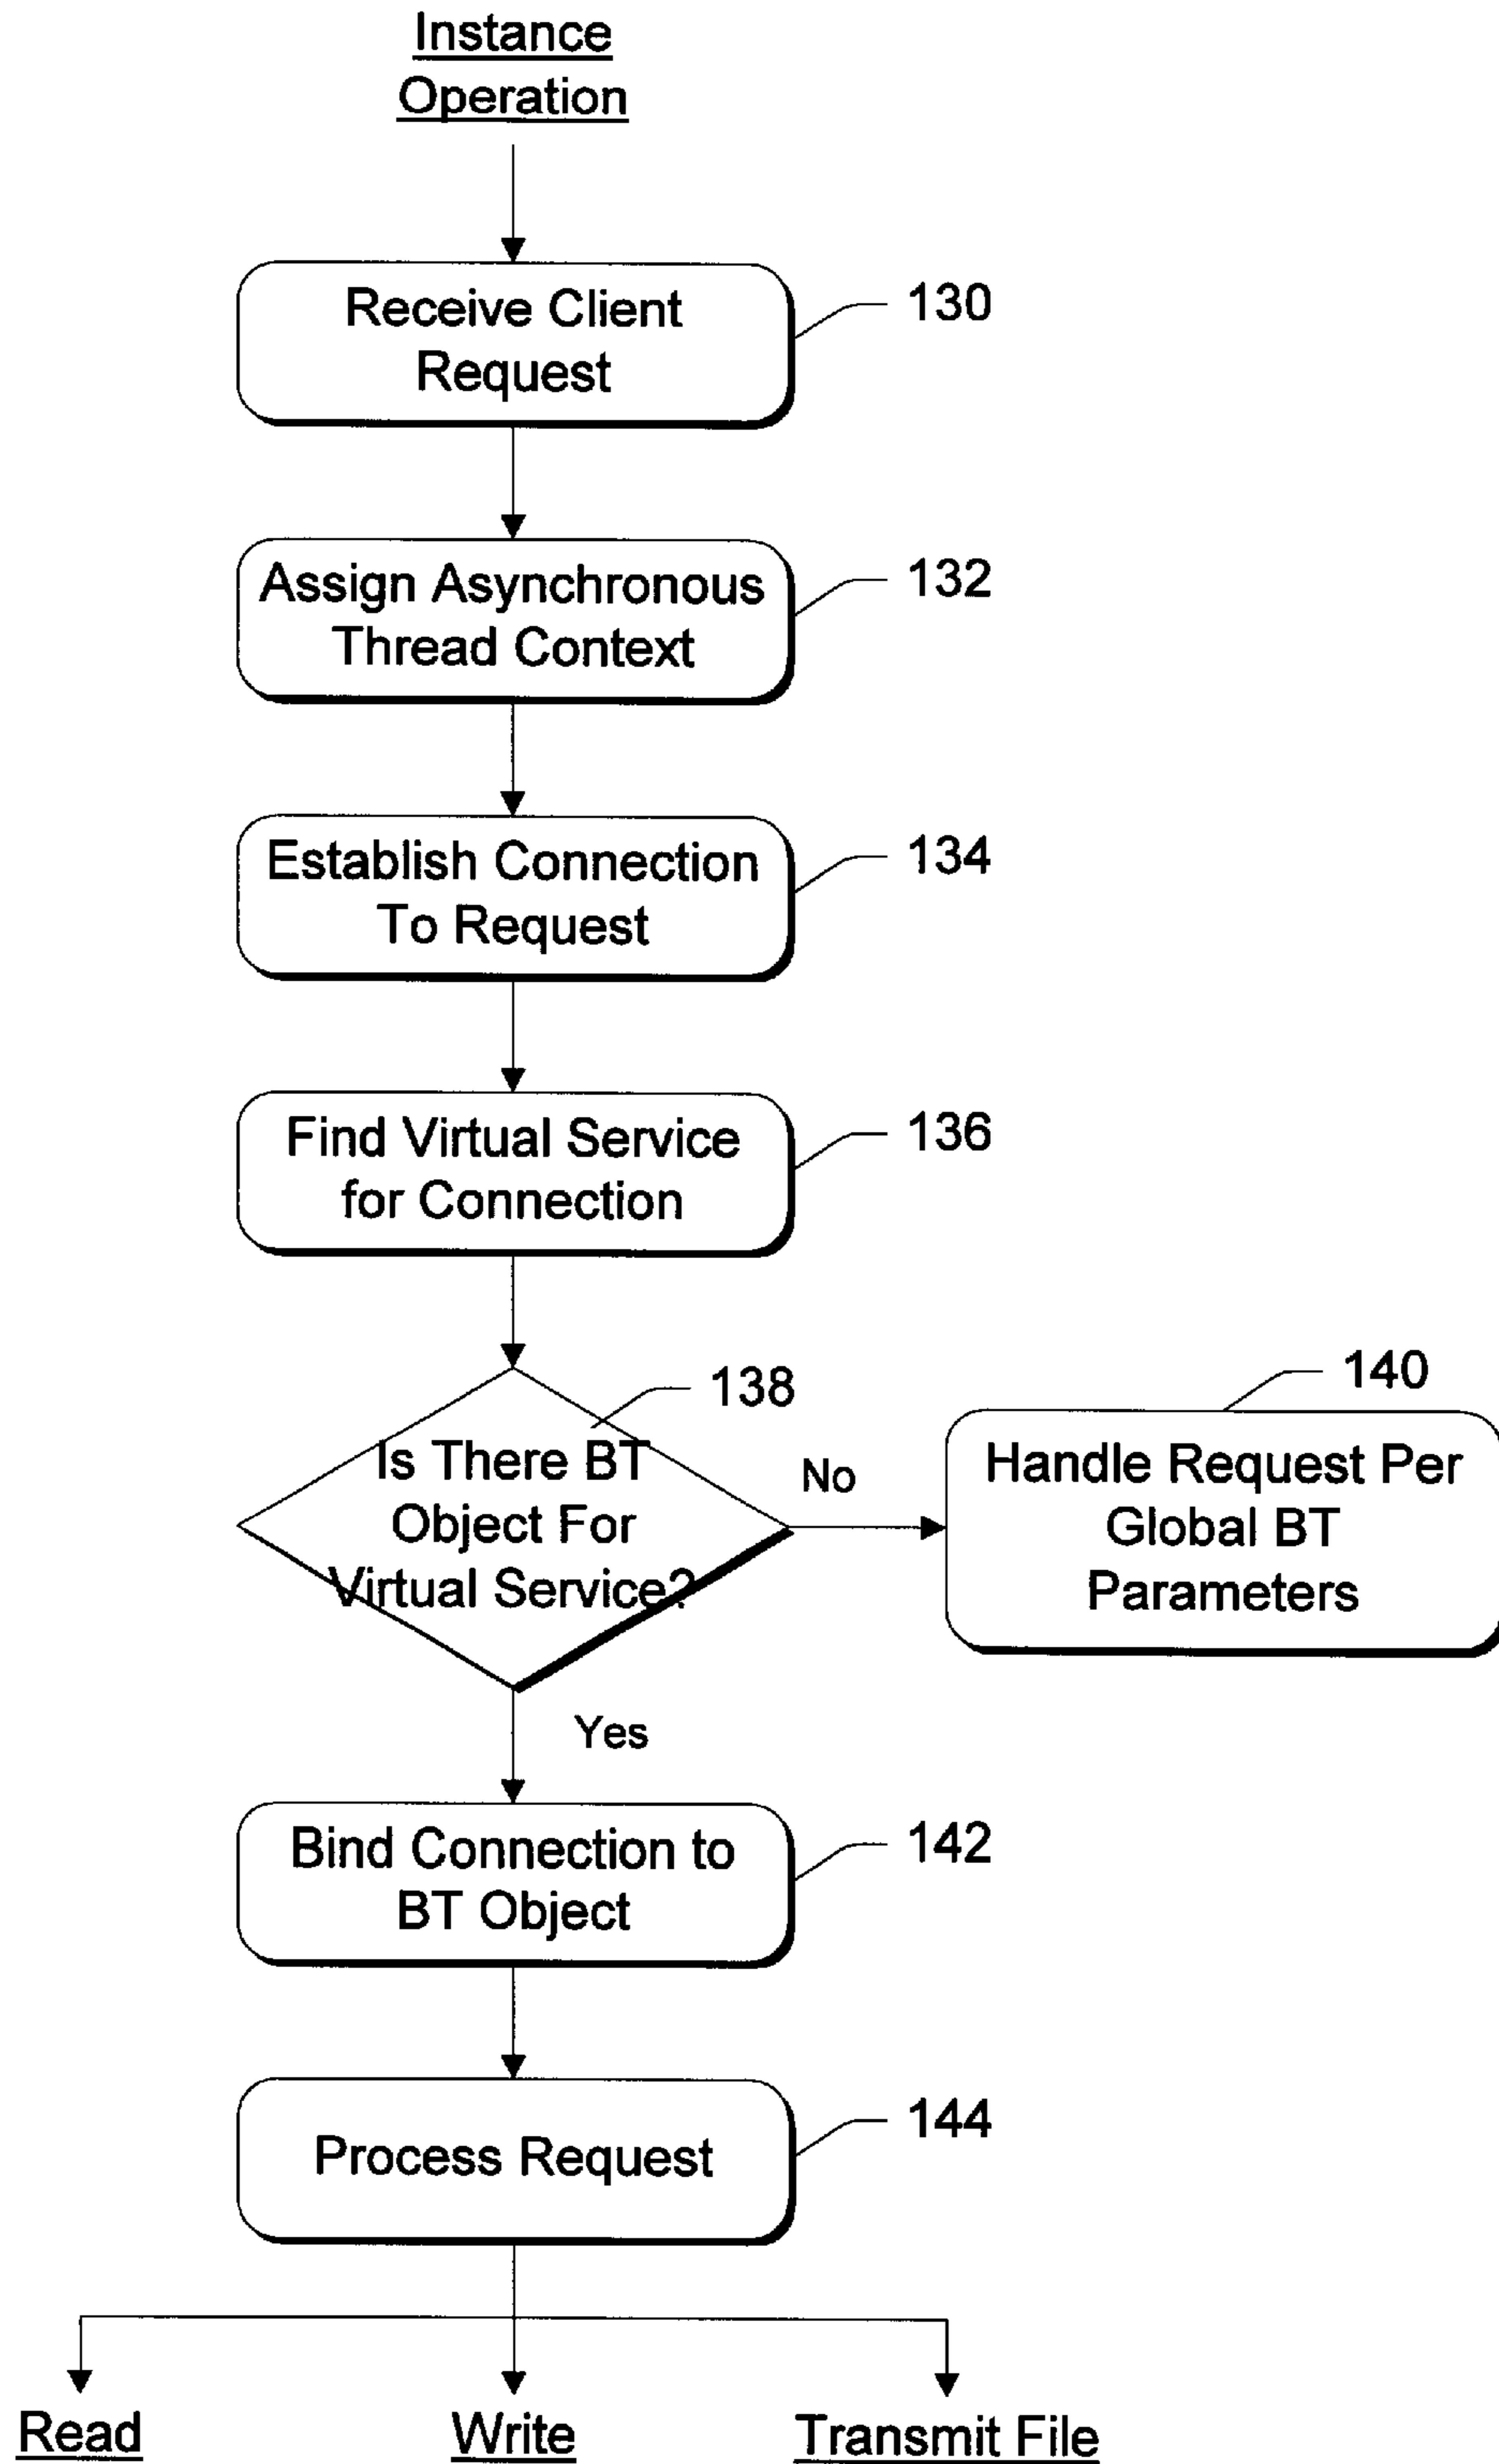 Instance
Operation
Receive Client
Request
130
Assign Asynchronous
Thread Context
132
Establish Connection
To Request
134
Find Virtual Service
for Connection
136
138
Is There BT
Object For
Virtual Service?
No
140
Handle Request Per
Global BT
Parameters
Yes
Bind Connection to
BT Object
142
Process Request
144
Read
Write
Transmit File